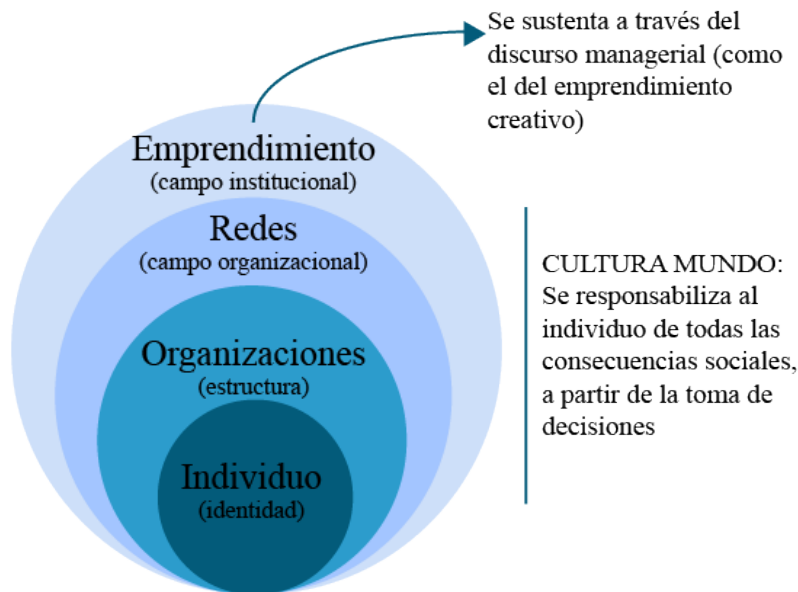 Se sustenta a través del
discurso managerial (como
el del emprendimiento
creativo)
Emprendimiento
(campo institucional)
Redes
(campo organizacional)
Organizaciones
(estructura)
Individuo
(identidad)
CULTURA MUNDO:
Se responsabiliza al
individuo de todas las
consecuencias sociales,
a partir de la toma de
decisiones